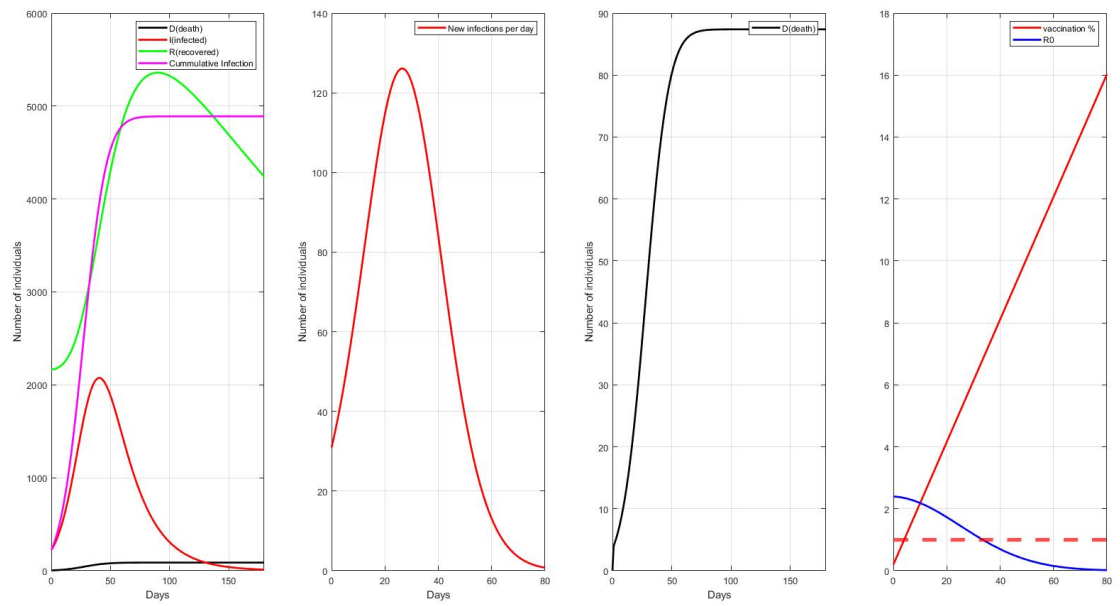 6000
5000
4000
3000
2000
1000
0
Number of individuals
0 50 100 150
Days
D(death)
I(infected)
R(recovered)
Cummulative Infection
140
120
100
80
60
40
20
0
Number of individuals
0 20 40 60 80
Days
New infections per day
90
80
70
60
50
40
30
20
10
0
Number of individuals
0 50 100 150
Days
D(death)
18
16
14
12
10
8
6
4
2
0
0 20 40 60 80
vaccination %
R0